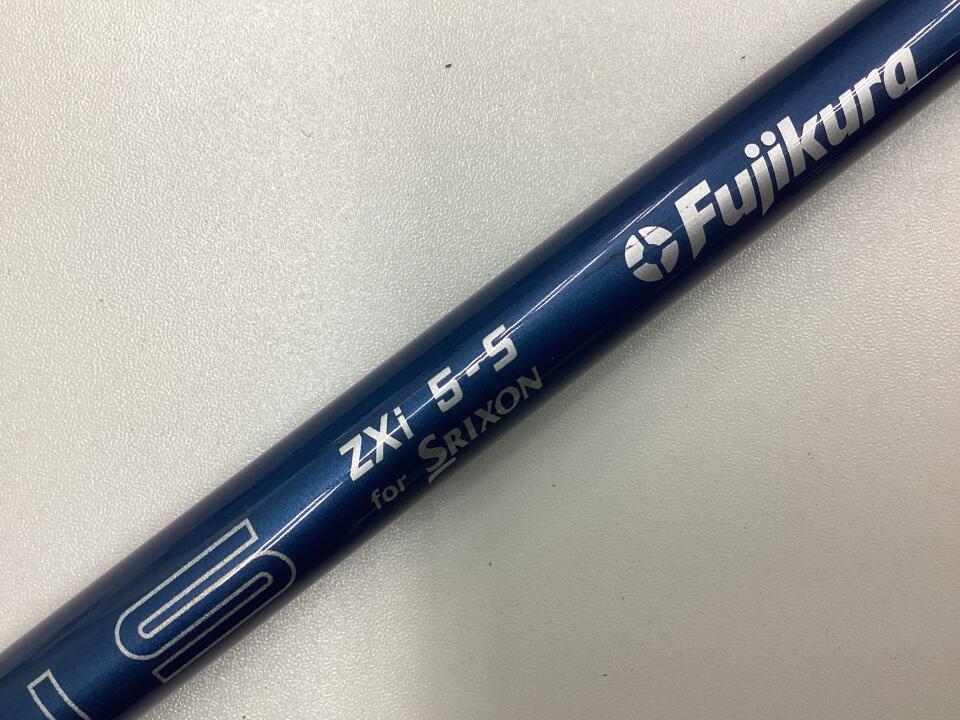 Fujikura
ZXi 5-S
for SRIXON